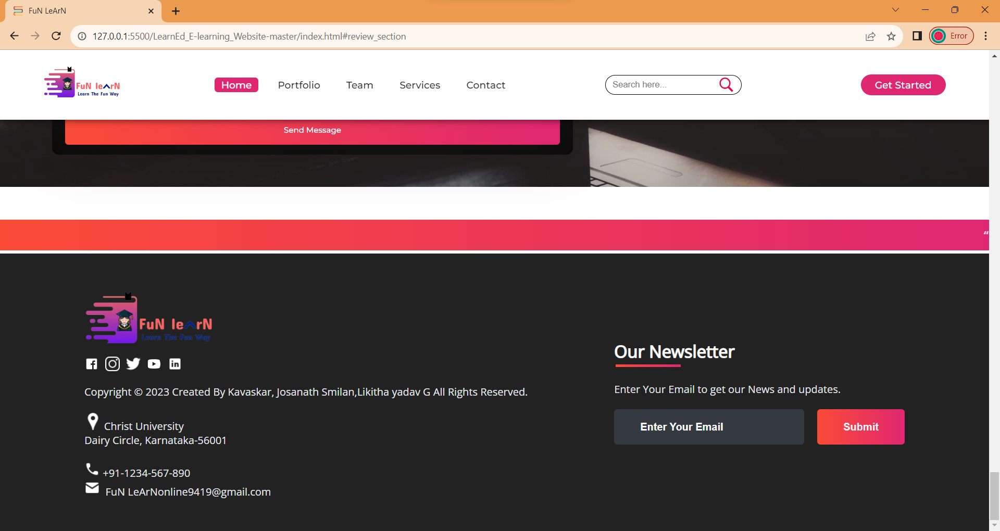 FuN LeArN
127.0.0.1:5500/LearnEd_E-learning_Website-master/index.html#review_section
Error
FuN leArN
Learn The Fun Way
Home
Portfolio
Team
Services
Contact
Search here...
Get Started
Send Message
“
FuN leArN
Learn The Fun Way
Our Newsletter
Copyright © 2023 Created By Kavaskar, Josanath Smilan,Likitha yadav G All Rights Reserved.
Enter Your Email to get our News and updates.
Enter Your Email
Submit
Christ University
Dairy Circle, Karnataka-56001
+91-1234-567-890
FuN LeArNonline9419@gmail.com